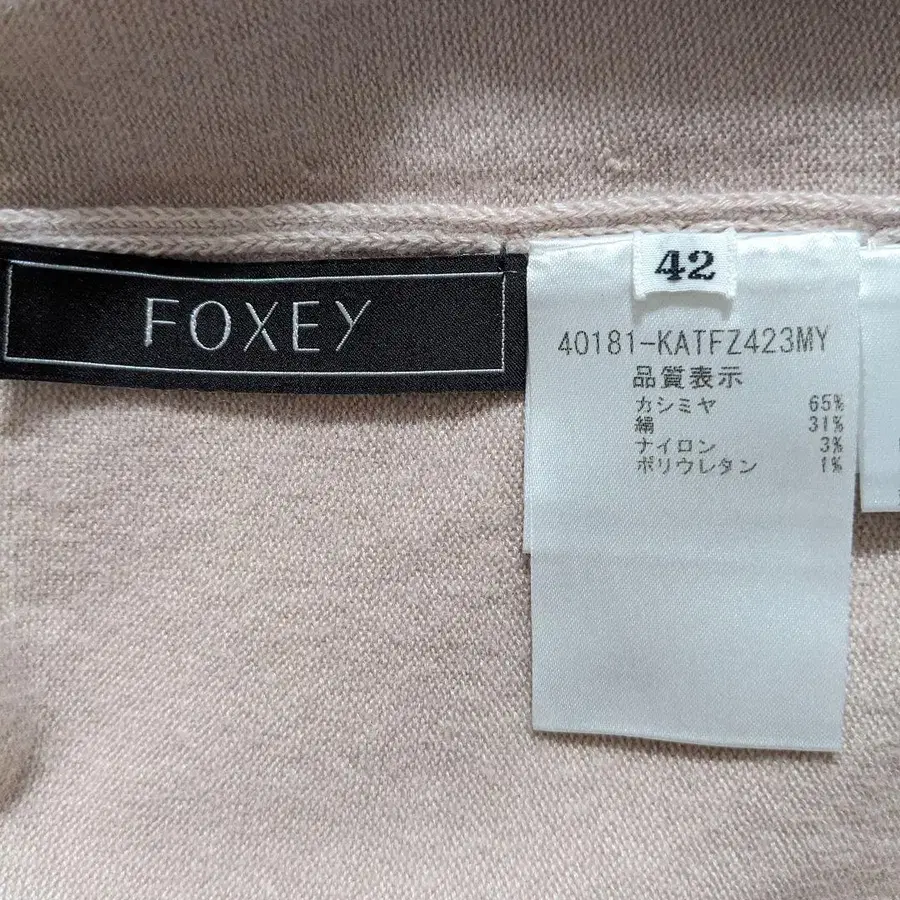 FOXEY
42
40181-KATFZ423MY
品質表示
カシミヤ 65%
絹 31%
ナイロン 3%
ポリウレタン 1%